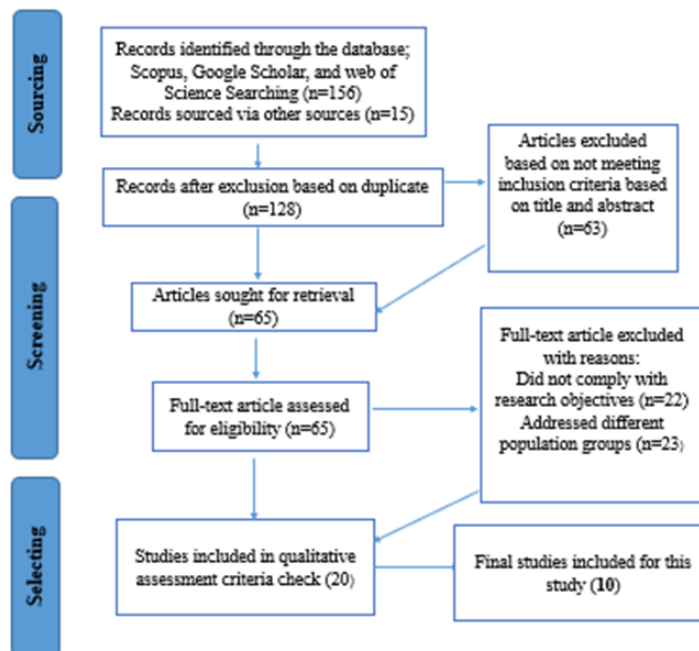 Sourcing
Records identified through the database;
Scopus, Google Scholar, and web of
Science Searching (n=156)
Records sourced via other sources (n=15)
Records after exclusion based on duplicate
(n=128)
Articles excluded
based on not meeting
inclusion criteria based
on title and abstract
(n=63)
Screening
Articles sought for retrieval
(n=65)
Full-text article assessed
for eligibility (n=65)
Full-text article excluded
with reasons:
Did not comply with
research objectives (n=22)
Addressed different
population groups (n=23)
Selecting
Studies included in qualitative
assessment criteria check (20)
Final studies included for this
study (10)